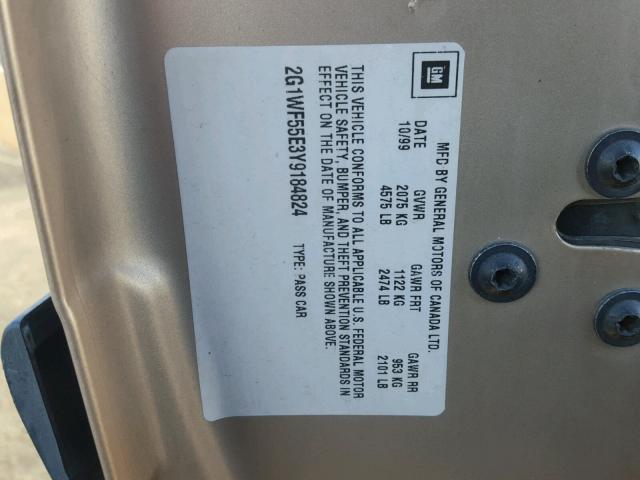 GM
MFD BY GENERAL MOTORS OF CANADA LTD.
DATE GVWR GAWR FRT GAWR RR
10/99 2075 KG 1122 KG 953 KG
4575 LB 2474 LB 2101 LB
THIS VEHICLE CONFORMS TO ALL APPLICABLE U.S. FEDERAL MOTOR
VEHICLE SAFETY, BUMPER, AND THEFT PREVENTION STANDARDS IN
EFFECT ON THE DATE OF MANUFACTURE SHOWN ABOVE.
2G1WF55E3Y9184824 TYPE: PASS CAR